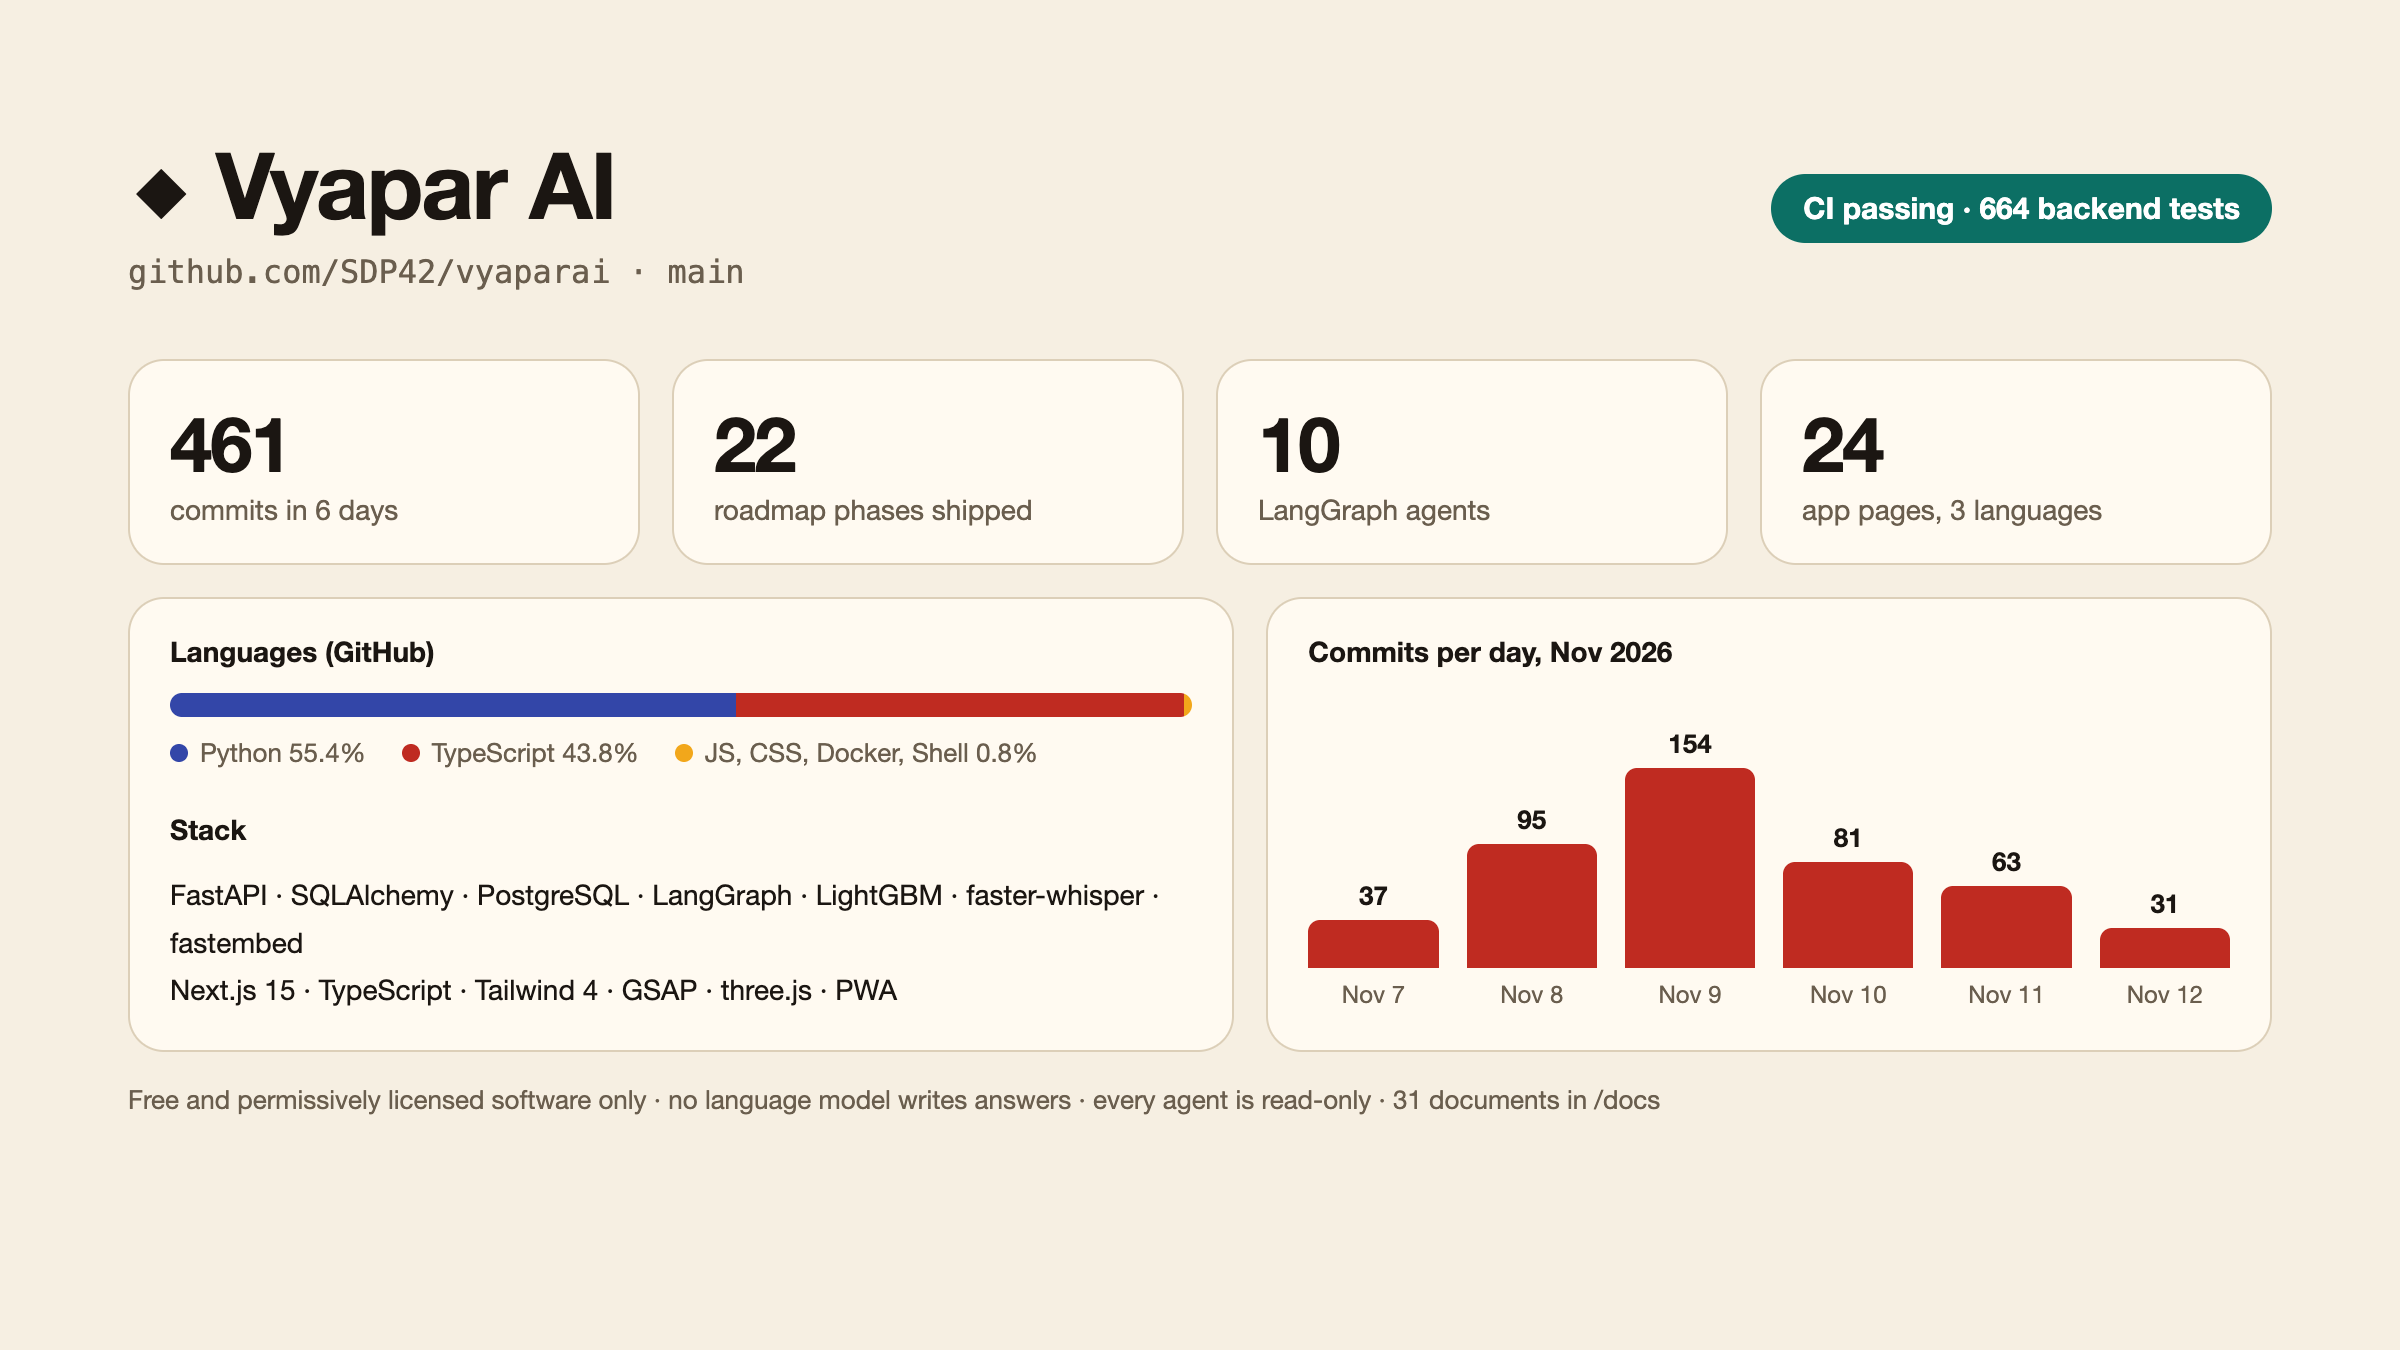 ◆ Vyapar AI
github.com/SDP42/vyaparai · main
CI passing · 664 backend tests
461
commits in 6 days
22
roadmap phases shipped
10
LangGraph agents
24
app pages, 3 languages
Languages (GitHub)
Python 55.4%
TypeScript 43.8%
JS, CSS, Docker, Shell 0.8%
Stack
FastAPI · SQLAlchemy · PostgreSQL · LangGraph · LightGBM · faster-whisper ·
fastembed
Next.js 15 · TypeScript · Tailwind 4 · GSAP · three.js · PWA
Commits per day, Nov 2026
37
95
154
81
63
31
Nov 7
Nov 8
Nov 9
Nov 10
Nov 11
Nov 12
Free and permissively licensed software only · no language model writes answers · every agent is read-only · 31 documents in /docs